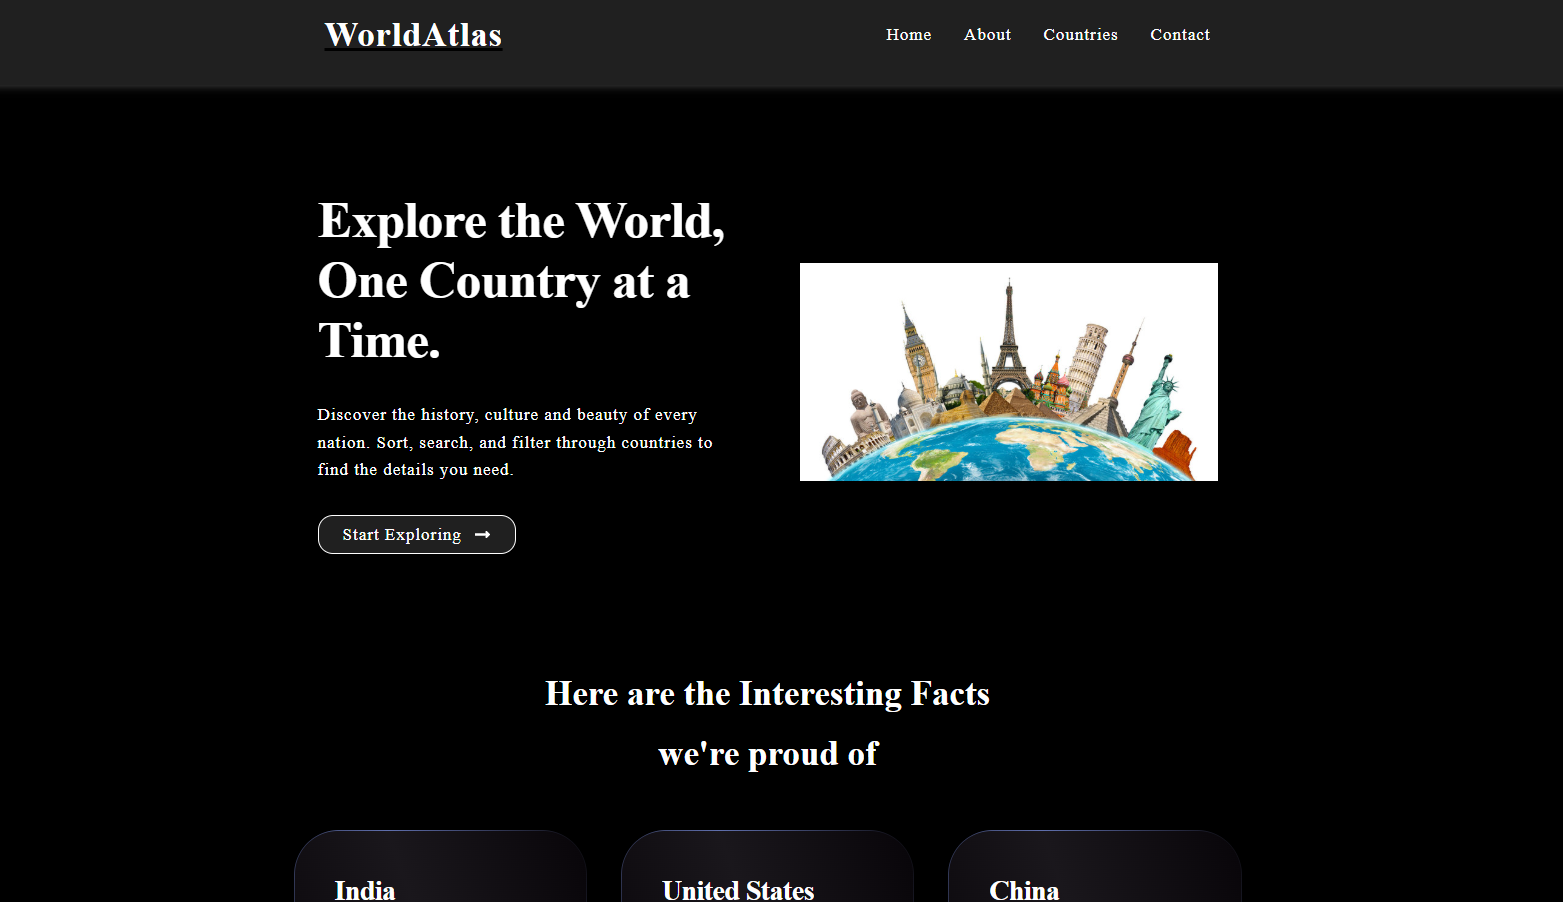 WorldAtlas
Home About Countries Contact
Explore the World,
One Country at a
Time.
Discover the history, culture and beauty of every
nation. Sort, search, and filter through countries to
find the details you need.
Start Exploring
Here are the Interesting Facts
we're proud of
India
United States
China